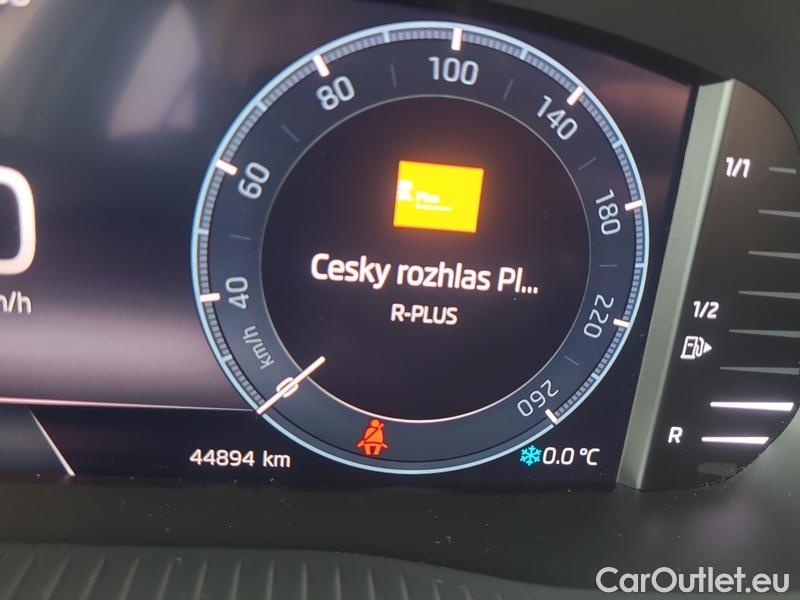 0
km/h
40
60
80
100
140
180
220
260
Plus
Cesky rozhlas Pl...
R-PLUS
44894 km
0.0 °C
1/1
1/2
R
CarOutlet.eu